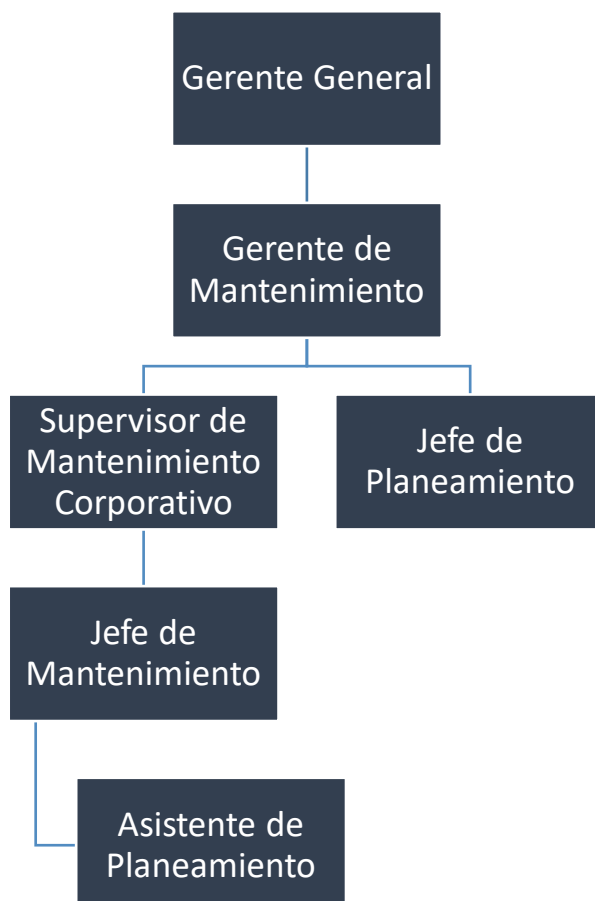 Gerente General
Gerente de
Mantenimiento
Supervisor de
Mantenimiento
Corporativo
Jefe de
Planeamiento
Jefe de
Mantenimiento
Asistente de
Planeamiento